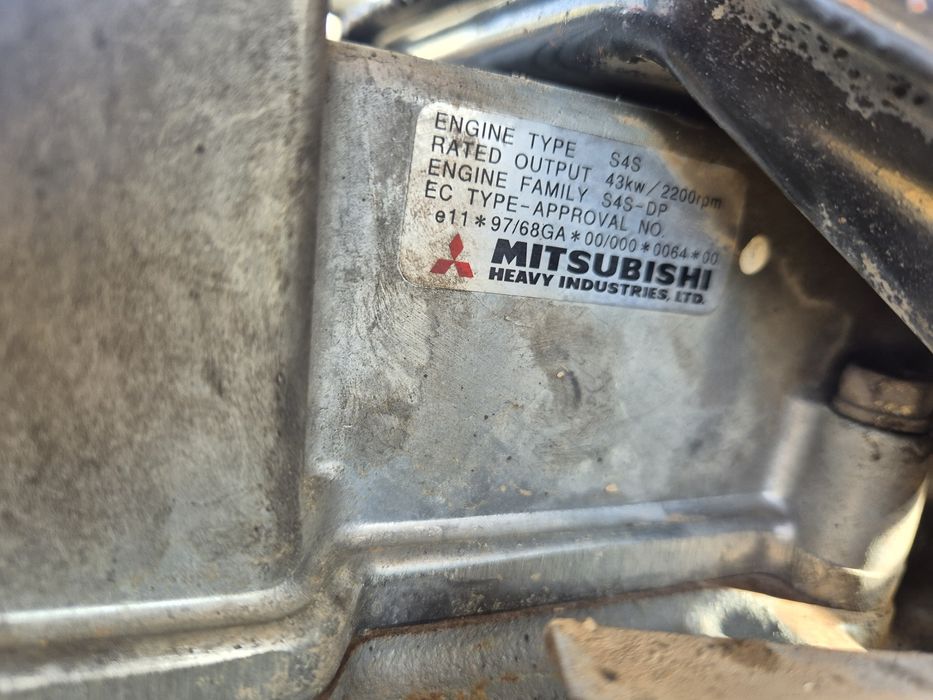 ENGINE TYPE S4S
RATED OUTPUT 43kw/2200rpm
ENGINE FAMILY S4S-DP
EC TYPE-APPROVAL NO.
e11*97/68GA*00/000*0064*00
MITSUBISHI
HEAVY INDUSTRIES, LTD.